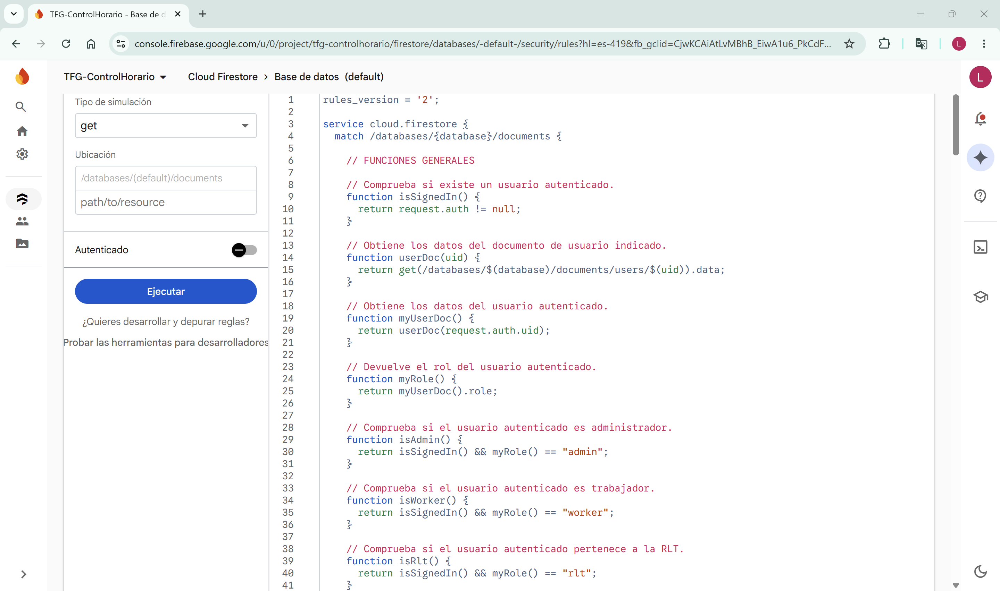 TFG-ControlHorario - Base de d
console.firebase.google.com/u/0/project/tfg-controlhorario/firestore/databases/-default-/security/rules?hl=es-419&fb_gclid=CjwKCAiAtLvMBhB_EiwA1u6_PkCdF...
L
TFG-ControlHorario
Cloud Firestore > Base de datos (default)
L
Tipo de simulación
get
Ubicación
/databases/(default)/documents
path/to/resource
Autenticado
Ejecutar
¿Quieres desarrollar y depurar reglas?
Probar las herramientas para desarrolladores
1 rules_version = '2';
2
3 service cloud.firestore {
4 match /databases/{database}/documents {
5
6 // FUNCIONES GENERALES
7
8 // Comprueba si existe un usuario autenticado.
9 function isSignedIn() {
10 return request.auth != null;
11 }
12
13 // Obtiene los datos del documento de usuario indicado.
14 function userDoc(uid) {
15 return get(/databases/$(database)/documents/users/$(uid)).data;
16 }
17
18 // Obtiene los datos del usuario autenticado.
19 function myUserDoc() {
20 return userDoc(request.auth.uid);
21 }
22
23 // Devuelve el rol del usuario autenticado.
24 function myRole() {
25 return myUserDoc().role;
26 }
27
28 // Comprueba si el usuario autenticado es administrador.
29 function isAdmin() {
30 return isSignedIn() && myRole() == "admin";
31 }
32
33 // Comprueba si el usuario autenticado es trabajador.
34 function isWorker() {
35 return isSignedIn() && myRole() == "worker";
36 }
37
38 // Comprueba si el usuario autenticado pertenece a la RLT.
39 function isRlt() {
40 return isSignedIn() && myRole() == "rlt";
41 }